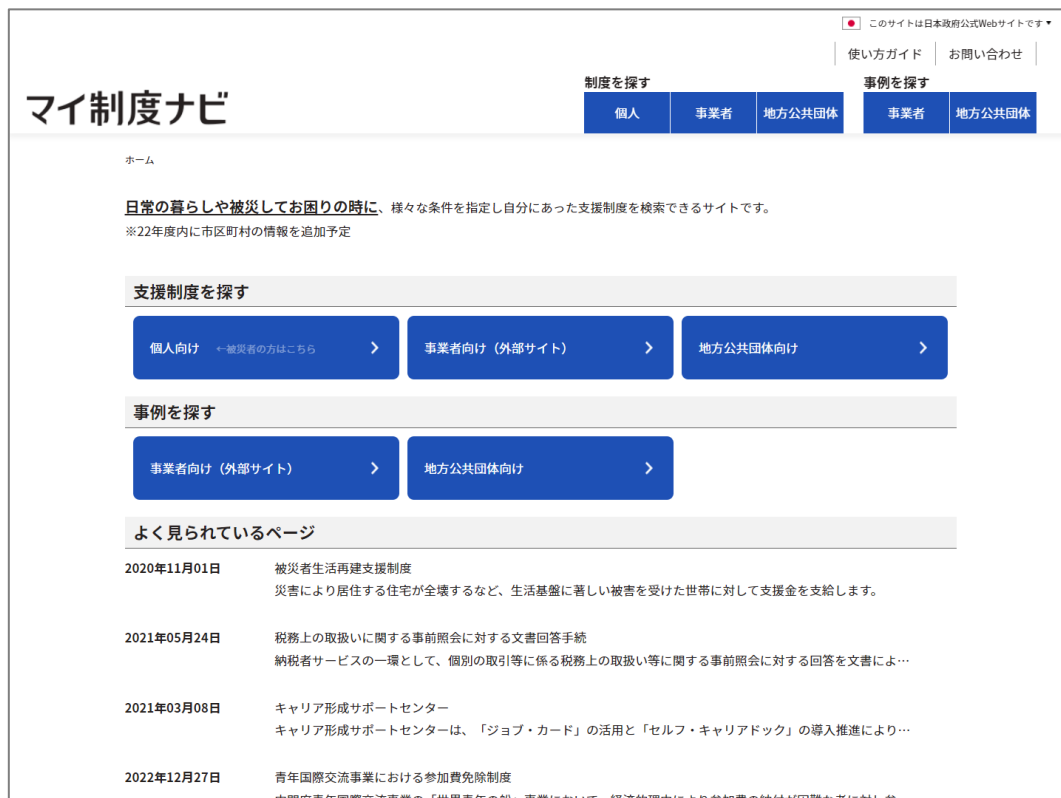 このサイトは日本政府公式Webサイトです
使い方ガイド お問い合わせ
マイ制度ナビ
制度を探す
個人 事業者 地方公共団体
事例を探す
事業者 地方公共団体
ホーム
日常の暮らしや被災してお困りの時に、様々な条件を指定し自分にあった支援制度を検索できるサイトです。
※22年度内に市区町村の情報を追加予定
支援制度を探す
個人向け ←被災者の方はこちら
事業者向け（外部サイト）
地方公共団体向け
事例を探す
事業者向け（外部サイト）
地方公共団体向け
よく見られているページ
2020年11月01日 被災者生活再建支援制度
災害により居住する住宅が全壊するなど、生活基盤に著しい被害を受けた世帯に対して支援金を支給します。
2021年05月24日 税務上の取扱いに関する事前照会に対する文書回答手続
納税者サービスの一環として、個別の取引等に係る税務上の取扱い等に関する事前照会に対する回答を文書によ…
2021年03月08日 キャリア形成サポートセンター
キャリア形成サポートセンターは、「ジョブ・カード」の活用と「セルフ・キャリアドック」の導入推進により…
2022年12月27日 青年国際交流事業における参加費免除制度